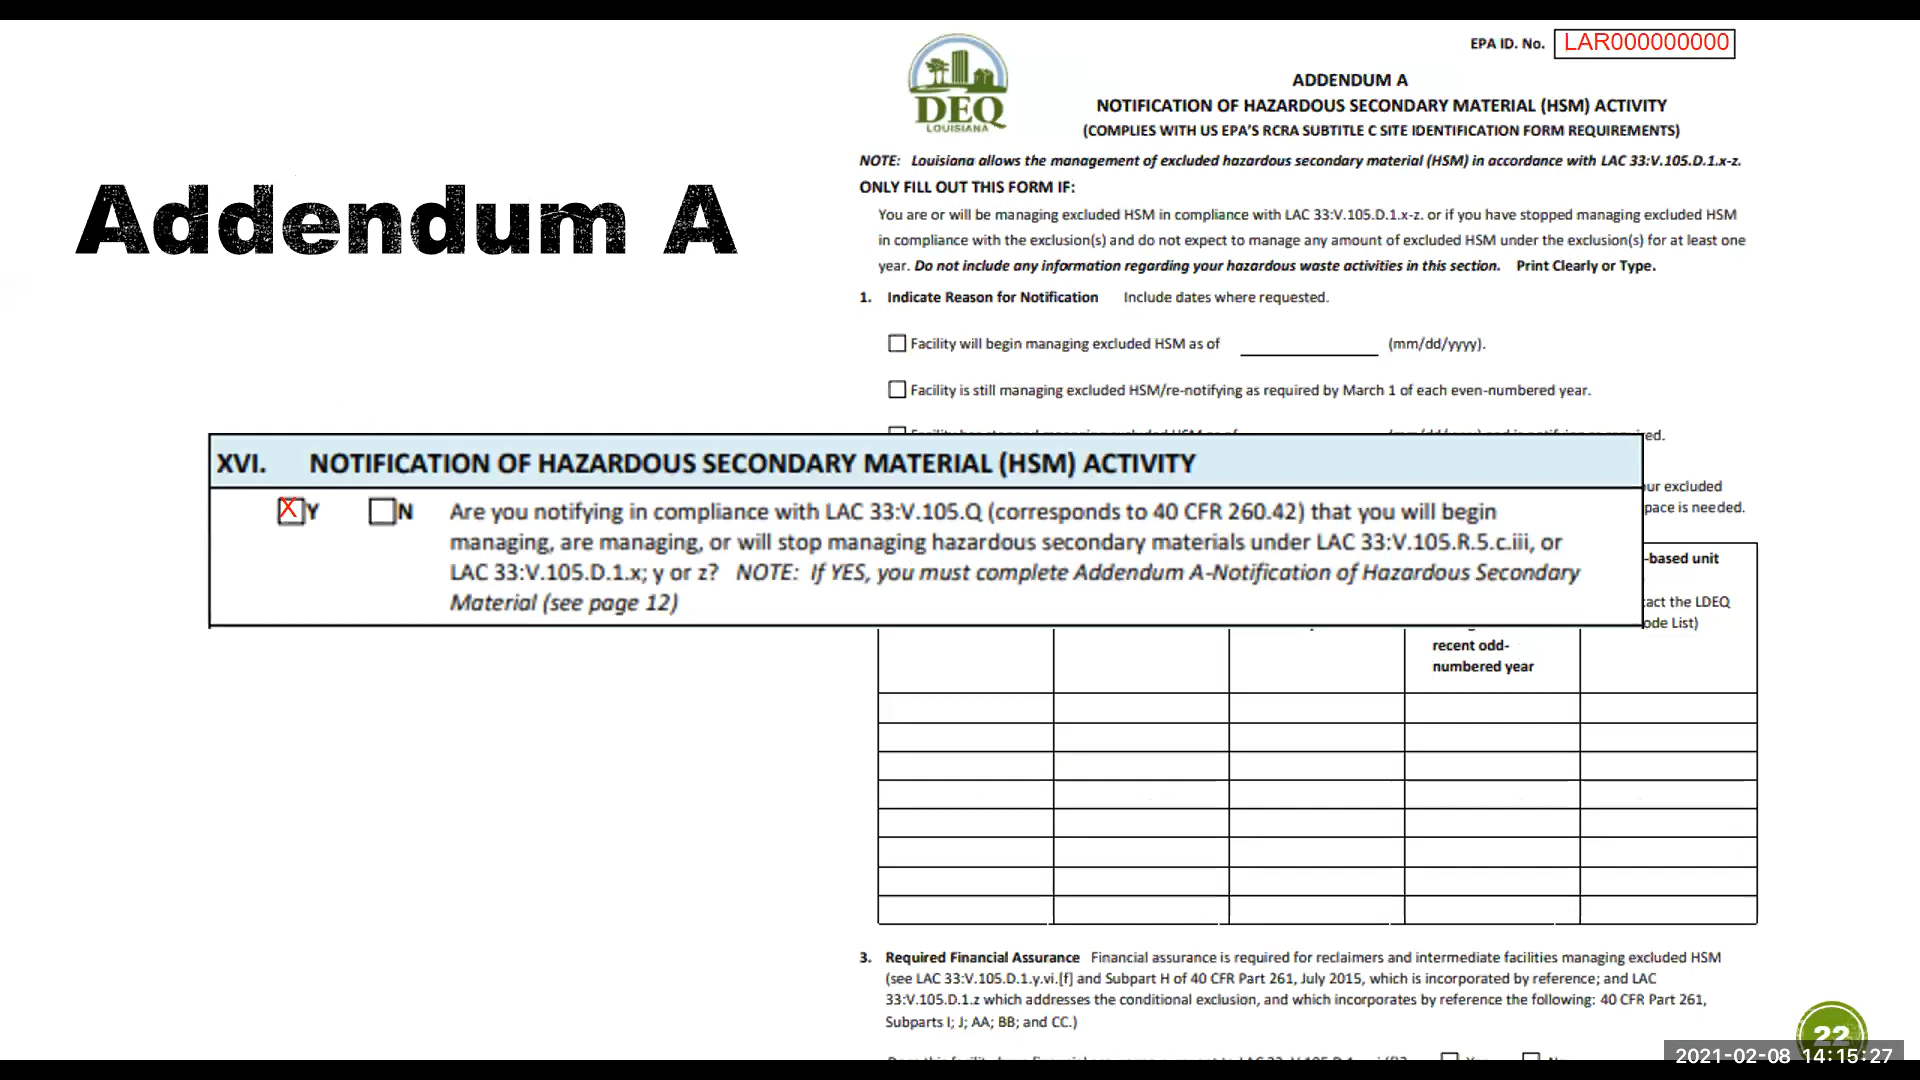 Addendum A
DEQ
LOUISIANA
EPA ID. No. LAR000000000
ADDENDUM A
NOTIFICATION OF HAZARDOUS SECONDARY MATERIAL (HSM) ACTIVITY
(COMPLIES WITH US EPA'S RCRA SUBTITLE C SITE IDENTIFICATION FORM REQUIREMENTS)
NOTE: Louisiana allows the management of excluded hazardous secondary material (HSM) in accordance with LAC 33:V.105.D.1.x-z.
ONLY FILL OUT THIS FORM IF:
You are or will be managing excluded HSM in compliance with LAC 33:V.105.D.1.x-z. or if you have stopped managing excluded HSM
in compliance with the exclusion(s) and do not expect to manage any amount of excluded HSM under the exclusion(s) for at least one
year. Do not include any information regarding your hazardous waste activities in this section. Print Clearly or Type.
1. Indicate Reason for Notification Include dates where requested.
Facility will begin managing excluded HSM as of (mm/dd/yyyy).
Facility is still managing excluded HSM/re-notifying as required by March 1 of each even-numbered year.
XVI. NOTIFICATION OF HAZARDOUS SECONDARY MATERIAL (HSM) ACTIVITY
X Y N Are you notifying in compliance with LAC 33:V.105.Q (corresponds to 40 CFR 260.42) that you will begin
managing, are managing, or will stop managing hazardous secondary materials under LAC 33:V.105.R.5.c.iii, or
LAC 33:V.105.D.1.x; y or z? NOTE: If YES, you must complete Addendum A-Notification of Hazardous Secondary
Material (see page 12)
ur excluded
pace is needed.
-based unit
act the LDEQ
ode List)
recent odd-
numbered year
3. Required Financial Assurance Financial assurance is required for reclaimers and intermediate facilities managing excluded HSM
(see LAC 33:V.105.D.1.y.vi.[f] and Subpart H of 40 CFR Part 261, July 2015, which is incorporated by reference; and LAC
33:V.105.D.1.z which addresses the conditional exclusion, and which incorporates by reference the following: 40 CFR Part 261,
Subparts I; J; AA; BB; and CC.)
22
2021-02-08 14:15:27